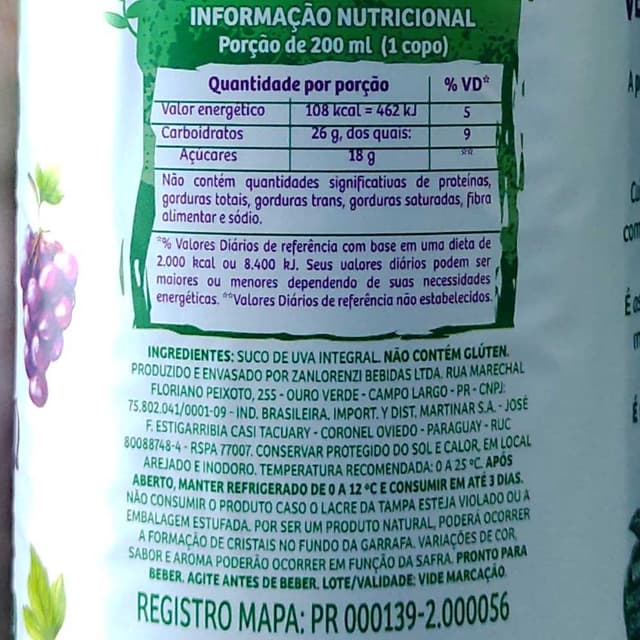 INFORMAÇÃO NUTRICIONAL
Porção de 200 ml (1 copo)
Quantidade por porção % VD*
Valor energético 108 kcal = 462 kJ 5
Carboidratos 26 g, dos quais: 9
Açúcares 18 g **
Não contém quantidades significativas de proteínas,
gorduras totais, gorduras trans, gorduras saturadas, fibra
alimentar e sódio.
*% Valores Diários de referência com base em uma dieta de
2.000 kcal ou 8.400 kJ. Seus valores diários podem ser
maiores ou menores dependendo de suas necessidades
energéticas. **Valores Diários de referência não estabelecidos.
INGREDIENTES: SUCO DE UVA INTEGRAL. NÃO CONTÉM GLÚTEN.
PRODUZIDO E ENVASADO POR ZANLORENZI BEBIDAS LTDA. RUA MARECHAL
FLORIANO PEIXOTO, 255 - OURO VERDE - CAMPO LARGO - PR - CNPJ:
75.802.041/0001-09 - IND. BRASILEIRA. IMPORT. Y DIST. MARTINAR S.A. - JOSÉ
F. ESTIGARRIBIA CASI TACUARY - CORONEL OVIEDO - PARAGUAY - RUC
80088748-4 - RSPA 77007. CONSERVAR PROTEGIDO DO SOL E CALOR, EM LOCAL
AREJADO E INODORO. TEMPERATURA RECOMENDADA: 0 A 25 °C. APÓS
ABERTO, MANTER REFRIGERADO DE 0 A 12 °C E CONSUMIR EM ATÉ 3 DIAS.
NÃO CONSUMIR O PRODUTO CASO O LACRE DA TAMPA ESTEJA VIOLADO OU A
EMBALAGEM ESTUFADA. POR SER UM PRODUTO NATURAL, PODERÁ OCORRER
A FORMAÇÃO DE CRISTAIS NO FUNDO DA GARRAFA. VARIAÇÕES DE COR,
SABOR E AROMA PODERÃO OCORRER EM FUNÇÃO DA SAFRA. PRONTO PARA
BEBER. AGITE ANTES DE BEBER. LOTE/VALIDADE: VIDE MARCAÇÃO.
REGISTRO MAPA: PR 000139-2.000056